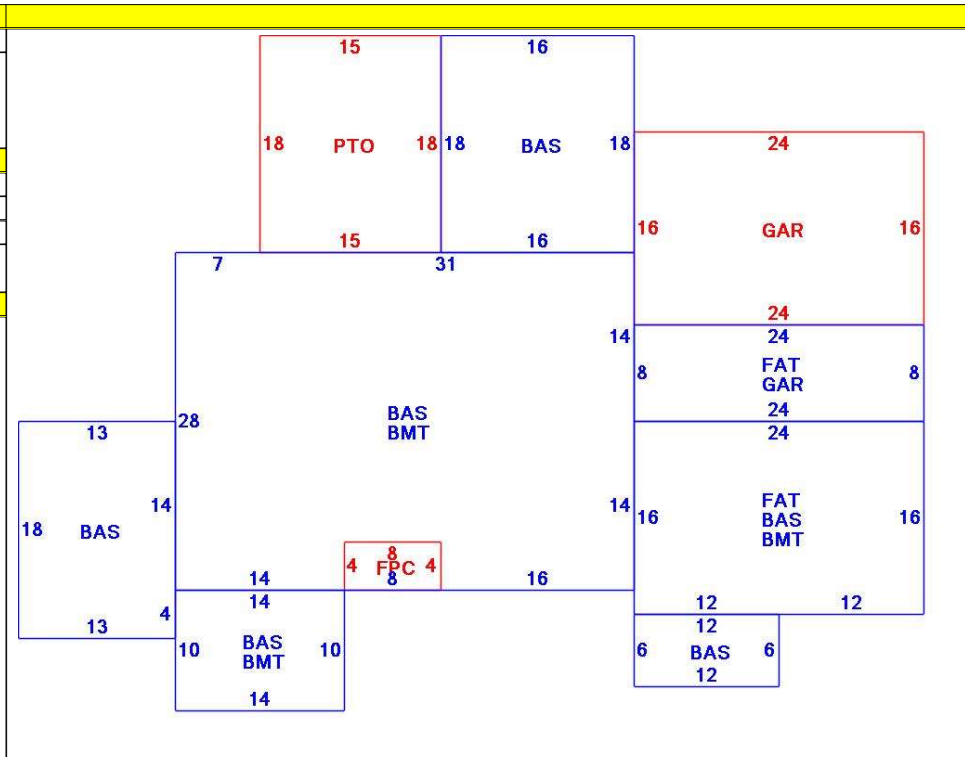 15 16
18 PTO 18 18 BAS 18
24
16 GAR 16
15 16
7 31
24
14 24
8 FAT 8
GAR
24
BAS
BMT
28
13 24
14 14 FAT
18 BAS 16 BAS 16
BMT
8
4 FPC 4
14 8 16
14 12 12
4 12
13 10 BAS 10 6 BAS 6
BMT
12
14